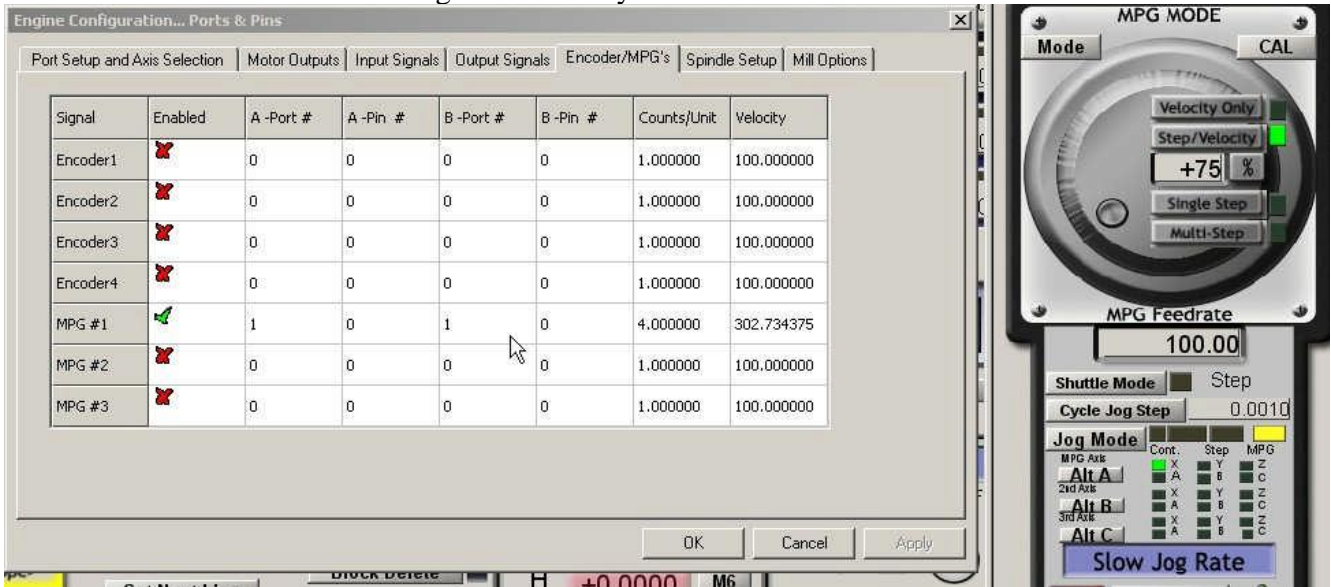 Engine Configuration... Ports & Pins
Port Setup and Axis Selection Motor Outputs Input Signals Output Signals Encoder/MPG's Spindle Setup Mill Options
Signal Enabled A -Port # A -Pin # B -Port # B -Pin # Counts/Unit Velocity
Encoder1 0 0 0 0 1.000000 100.000000
Encoder2 0 0 0 0 1.000000 100.000000
Encoder3 0 0 0 0 1.000000 100.000000
Encoder4 0 0 0 0 1.000000 100.000000
MPG #1 1 0 1 0 4.000000 302.734375
MPG #2 0 0 0 0 1.000000 100.000000
MPG #3 0 0 0 0 1.000000 100.000000
OK Cancel Apply
MPG MODE
Mode CAL
Velocity Only
Step/Velocity
+75 %
Single Step
Multi-Step
MPG Feedrate
100.00
Shuttle Mode Step
Cycle Jog Step 0.0010
Jog Mode
Cont. Step MPG
MPG Axis
X Y Z
Alt A A B C
2nd Axis
X Y Z
Alt B A B C
3rd Axis
X Y Z
Alt C A B C
Slow Jog Rate
Block Delete
H +0.0000 M6